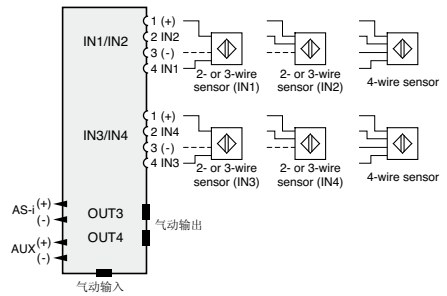 IN1/IN2
1 (+)
2 IN2
3 (-)
4 IN1
2- or 3-wire
sensor (IN1)
2- or 3-wire
sensor (IN2)
4-wire sensor
IN3/IN4
1 (+)
2 IN4
3 (-)
4 IN3
2- or 3-wire
sensor (IN3)
2- or 3-wire
sensor (IN4)
4-wire sensor
AS-i
(+)
(-)
OUT3
气动输出
AUX
(+)
(-)
OUT4
气动输入